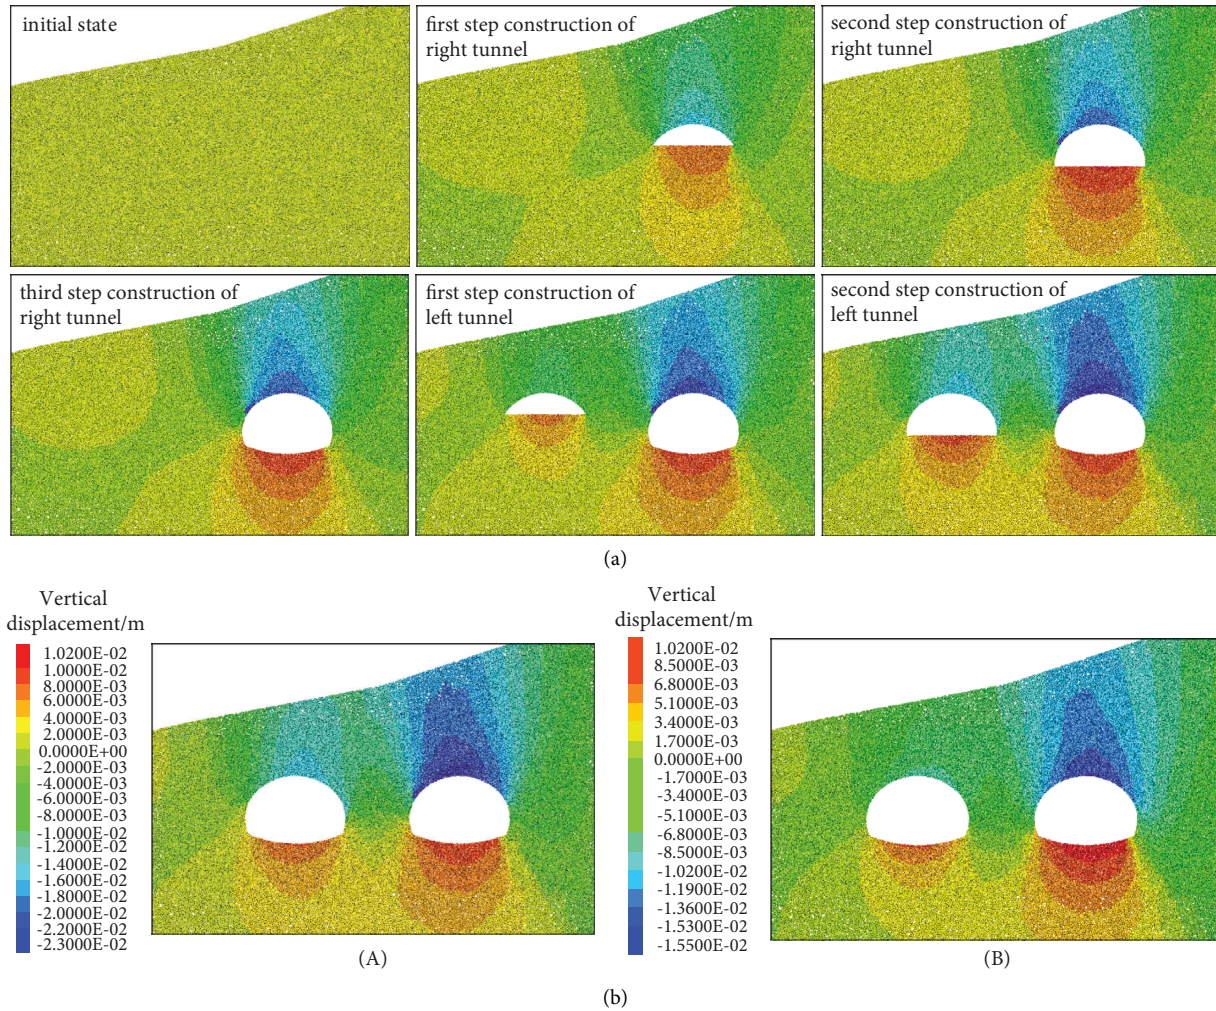 initial state
first step construction of
right tunnel
second step construction of
right tunnel
third step construction of
right tunnel
first step construction of
left tunnel
second step construction of
left tunnel
(a)
Vertical
displacement/m
1.0200E-02
1.0000E-02
8.0000E-03
6.0000E-03
4.0000E-03
2.0000E-03
0.0000E+00
-2.0000E-03
-4.0000E-03
-6.0000E-03
-8.0000E-03
-1.0000E-02
-1.2000E-02
-1.4000E-02
-1.6000E-02
-1.8000E-02
-2.0000E-02
-2.2000E-02
-2.3000E-02
(A)
Vertical
displacement/m
1.0200E-02
8.5000E-03
6.8000E-03
5.1000E-03
3.4000E-03
1.7000E-03
0.0000E+00
-1.7000E-03
-3.4000E-03
-5.1000E-03
-6.8000E-03
-8.5000E-03
-1.0200E-02
-1.1900E-02
-1.3600E-02
-1.5300E-02
-1.5500E-02
(B)
(b)